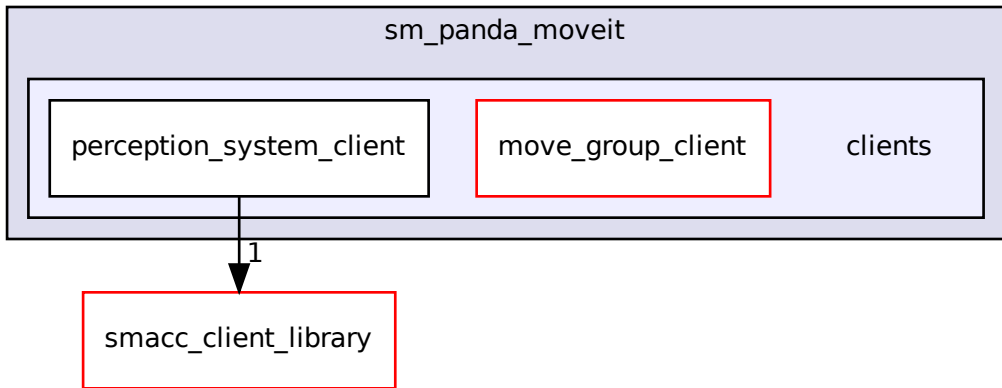 sm_panda_moveit
perception_system_client
move_group_client
clients
1
smacc_client_library